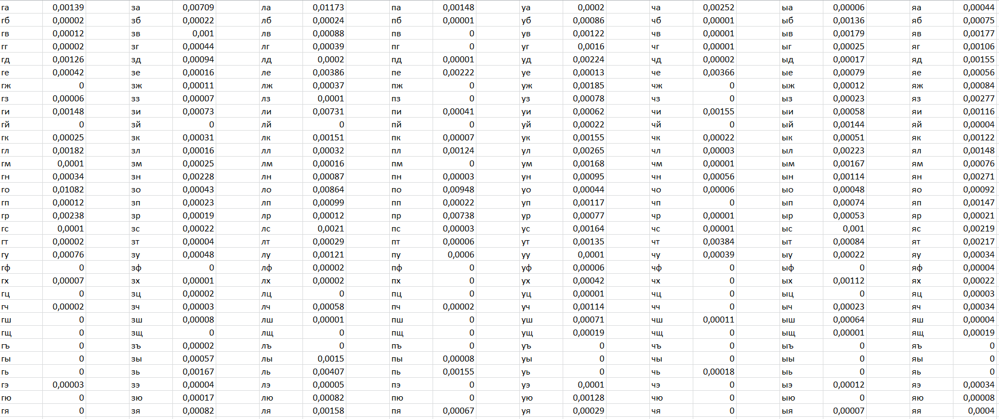 га 0,00139 за 0,00709 ла 0,01173 па 0,00148 уа 0,0002 ча 0,00252 ыа 0,00006 яа 0,00044
гб 0,00002 зб 0,00022 лб 0,00024 пб 0,00001 уб 0,00086 чб 0,00001 ыб 0,00136 яб 0,00075
гв 0,00012 зв 0,001 лв 0,00088 пв 0 ув 0,00122 чв 0,00001 ыв 0,00179 яв 0,00177
гг 0,00002 зг 0,00044 лг 0,00039 пг 0 уг 0,0016 чг 0,00001 ыг 0,00025 яг 0,00106
гд 0,00126 зд 0,00094 лд 0,0002 пд 0,00001 уд 0,00224 чд 0,00002 ыд 0,00017 яд 0,00155
ге 0,00042 зе 0,00016 ле 0,00386 пе 0,00222 уе 0,00013 че 0,00366 ые 0,00079 яе 0,00056
гж 0 зж 0,00011 лж 0,00037 пж 0 уж 0,00185 чж 0 ыж 0,00012 яж 0,00084
гз 0,00006 зз 0,00007 лз 0,0001 пз 0 уз 0,00078 чз 0 ыз 0,00023 яз 0,00277
ги 0,00148 зи 0,00073 ли 0,00731 пи 0,00041 уи 0,00062 чи 0,00155 ыи 0,00058 яи 0,00116
гй 0 зй 0 лй 0 пй 0 уй 0,00022 чй 0 ый 0,00144 яй 0,00004
гк 0,00025 зк 0,00031 лк 0,00151 пк 0,00007 ук 0,00155 чк 0,00022 ык 0,00051 як 0,00122
гл 0,00182 зл 0,00016 лл 0,00032 пл 0,00124 ул 0,00265 чл 0,00003 ыл 0,00223 ял 0,00148
гм 0,0001 зм 0,00025 лм 0,00016 пм 0 ум 0,00168 чм 0,00001 ым 0,00167 ям 0,00076
гн 0,00034 зн 0,00228 лн 0,00087 пн 0,00003 ун 0,00095 чн 0,00056 ын 0,00114 ян 0,00271
го 0,01082 зо 0,00043 ло 0,00864 по 0,00948 уо 0,00044 чо 0,00006 ыо 0,00048 яо 0,00092
гп 0,00012 зп 0,00023 лп 0,00099 пп 0,00022 уп 0,00117 чп 0 ып 0,00074 яп 0,00147
гр 0,00238 зр 0,00019 лр 0,00012 пр 0,00738 ур 0,00077 чр 0,00001 ыр 0,00053 яр 0,00021
гс 0,0001 зс 0,00022 лс 0,0021 пс 0,00003 ус 0,00164 чс 0,00001 ыс 0,001 яс 0,00219
гт 0,00002 зт 0,00004 лт 0,00029 пт 0,00006 ут 0,00135 чт 0,00384 ыт 0,00084 ят 0,00217
гу 0,00076 зу 0,00048 лу 0,00121 пу 0,0006 уу 0,0001 чу 0,00039 ыу 0,00022 яу 0,00034
гф 0 зф 0 лф 0,00002 пф 0 уф 0,00006 чф 0 ыф 0 яф 0,00004
гх 0,00007 зх 0,00001 лх 0,00002 пх 0 ух 0,00042 чх 0 ых 0,00112 ях 0,00022
гц 0 зц 0,00002 лц 0 пц 0 уц 0,00001 чц 0 ыц 0 яц 0,00003
гч 0,00002 зч 0,00003 лч 0,00058 пч 0,00002 уч 0,00114 чч 0 ыч 0,00023 яч 0,00034
гш 0 зш 0,00008 лш 0,00001 пш 0 уш 0,00071 чш 0,00011 ыш 0,00064 яш 0,00004
гщ 0 зщ 0 лщ 0 пщ 0 ущ 0,00019 чщ 0 ыщ 0,00001 ящ 0,00019
гъ 0 зъ 0,00002 лъ 0 пъ 0 уъ 0 чъ 0 ыъ 0 яъ 0
гы 0 зы 0,00057 лы 0,0015 пы 0,00008 уы 0 чы 0 ыы 0 яы 0
гь 0 зь 0,00167 ль 0,00407 пь 0,00155 уь 0 чь 0,00018 ыь 0 яь 0
гэ 0,00003 зэ 0,00004 лэ 0,00005 пэ 0 уэ 0,0001 чэ 0 ыэ 0,00012 яэ 0,00034
гю 0 зю 0,00017 лю 0,00082 пю 0 ую 0,00128 чю 0 ыю 0 яю 0,00008
гя 0 зя 0,00082 ля 0,00158 пя 0,00067 уя 0,00029 чя 0 ыя 0,00007 яя 0,0004